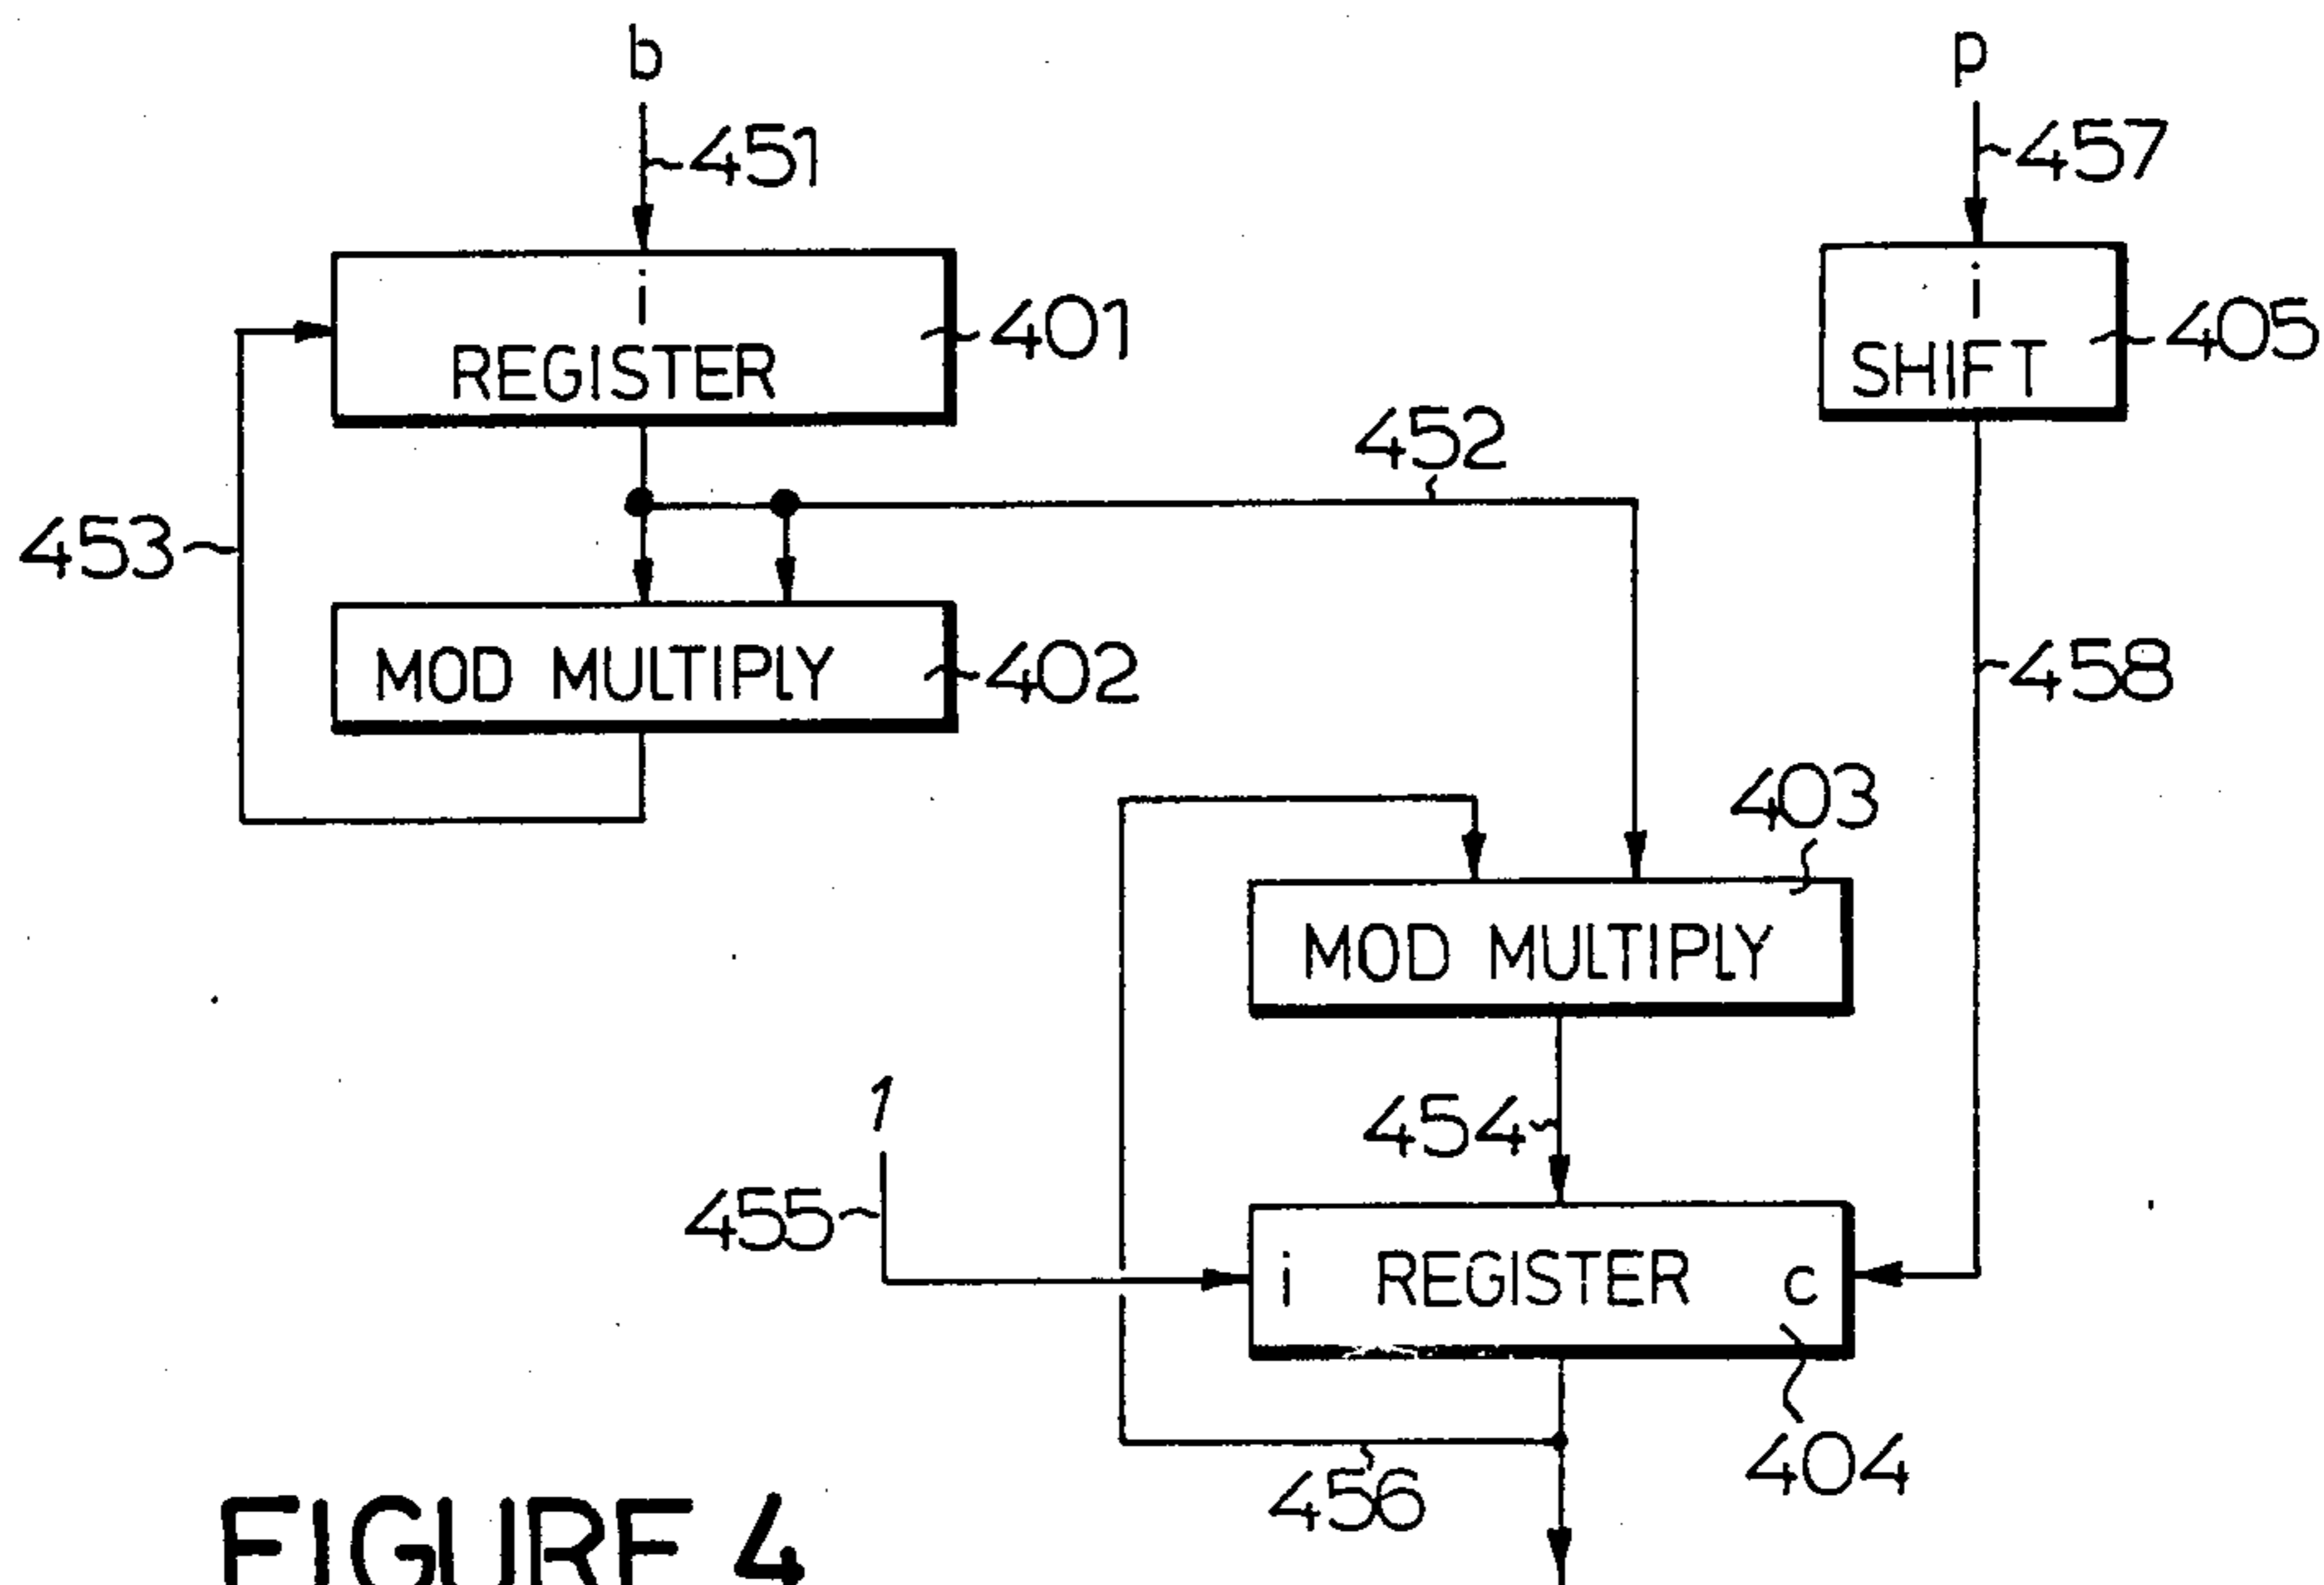 b
p
451
457
i
REGISTER
401
i
SHIFT
405
452
453
MOD MULTIPLY
402
458
403
MOD MULTIPLY
1
454
455
i REGISTER c
404
456
FIGURE 4